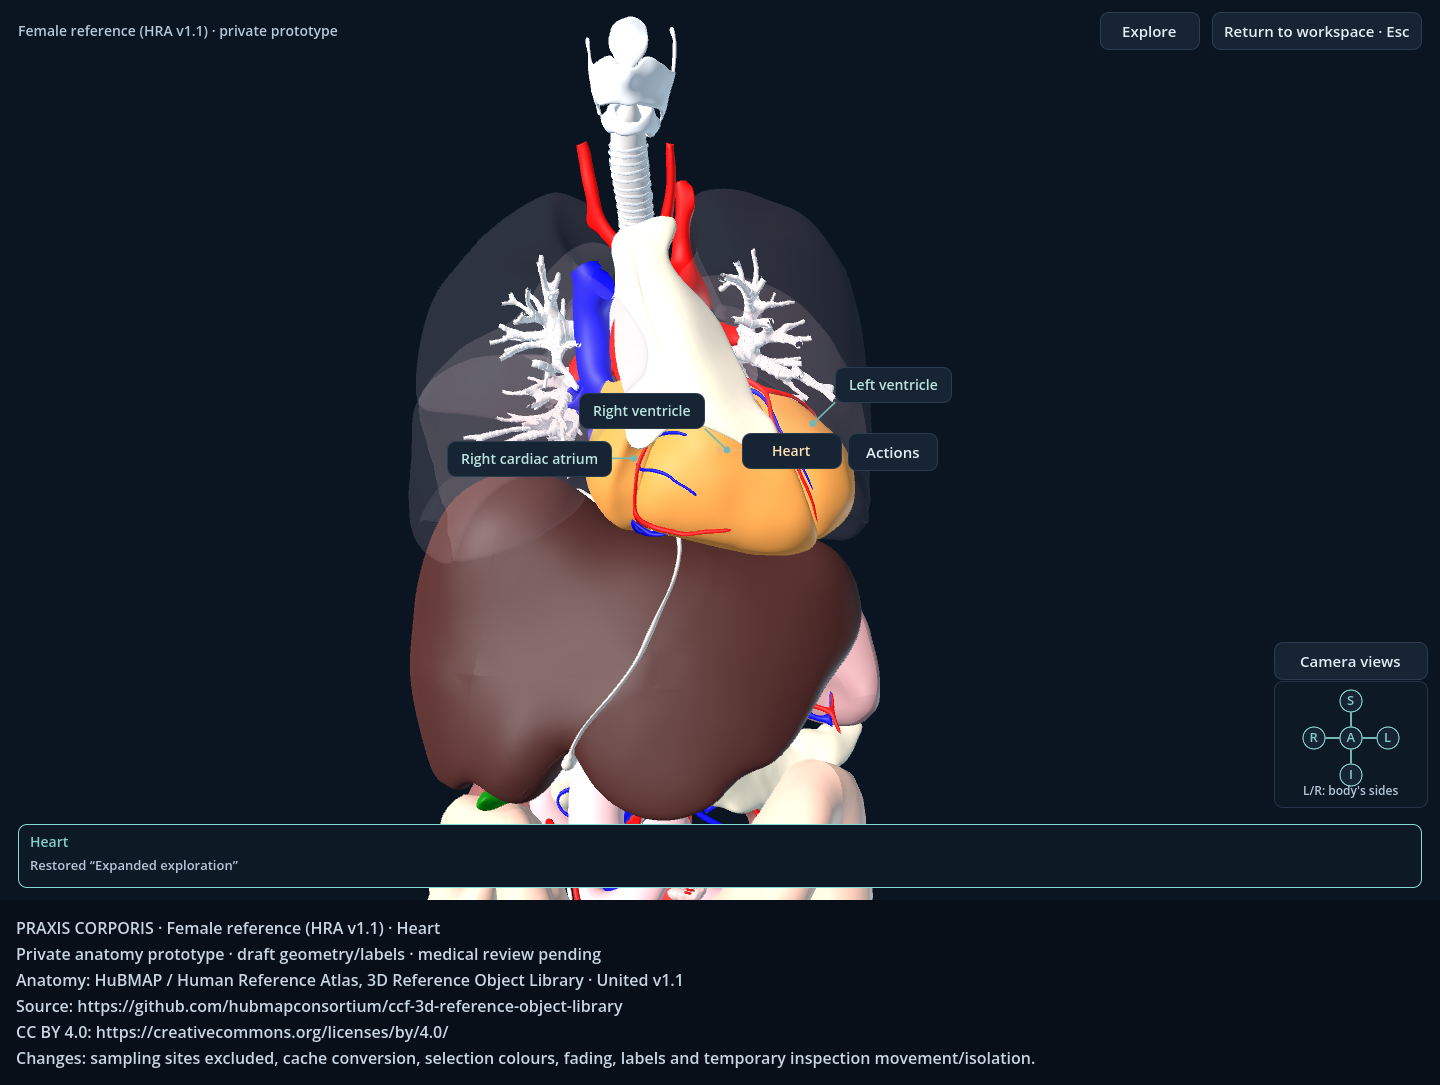 Female reference (HRA v1.1) · private prototype
Explore
Return to workspace · Esc
Left ventricle
Right ventricle
Heart
Actions
Right cardiac atrium
Camera views
S
R A L
I
L/R: body's sides
Heart
Restored “Expanded exploration”
PRAXIS CORPORIS · Female reference (HRA v1.1) · Heart
Private anatomy prototype · draft geometry/labels · medical review pending
Anatomy: HuBMAP / Human Reference Atlas, 3D Reference Object Library · United v1.1
Source: https://github.com/hubmapconsortium/ccf-3d-reference-object-library
CC BY 4.0: https://creativecommons.org/licenses/by/4.0/
Changes: sampling sites excluded, cache conversion, selection colours, fading, labels and temporary inspection movement/isolation.